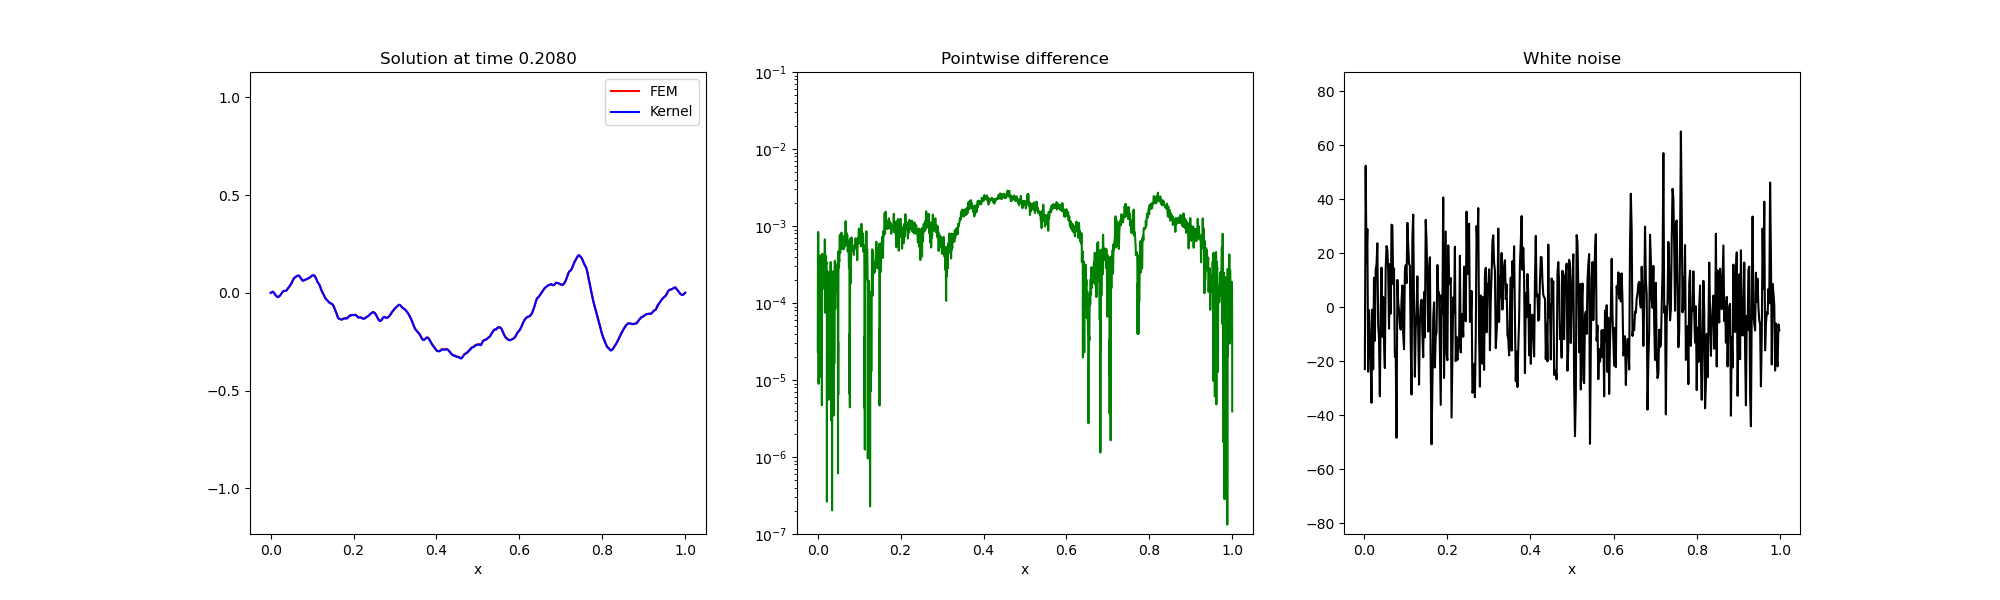 Solution at time 0.2080
1.0
0.5
0.0
−0.5
−1.0
FEM
Kernel
0.0 0.2 0.4 0.6 0.8 1.0
x
Pointwise difference
10⁻¹
10⁻²
10⁻³
10⁻⁴
10⁻⁵
10⁻⁶
10⁻⁷
0.0 0.2 0.4 0.6 0.8 1.0
x
White noise
80
60
40
20
0
−20
−40
−60
−80
0.0 0.2 0.4 0.6 0.8 1.0
x